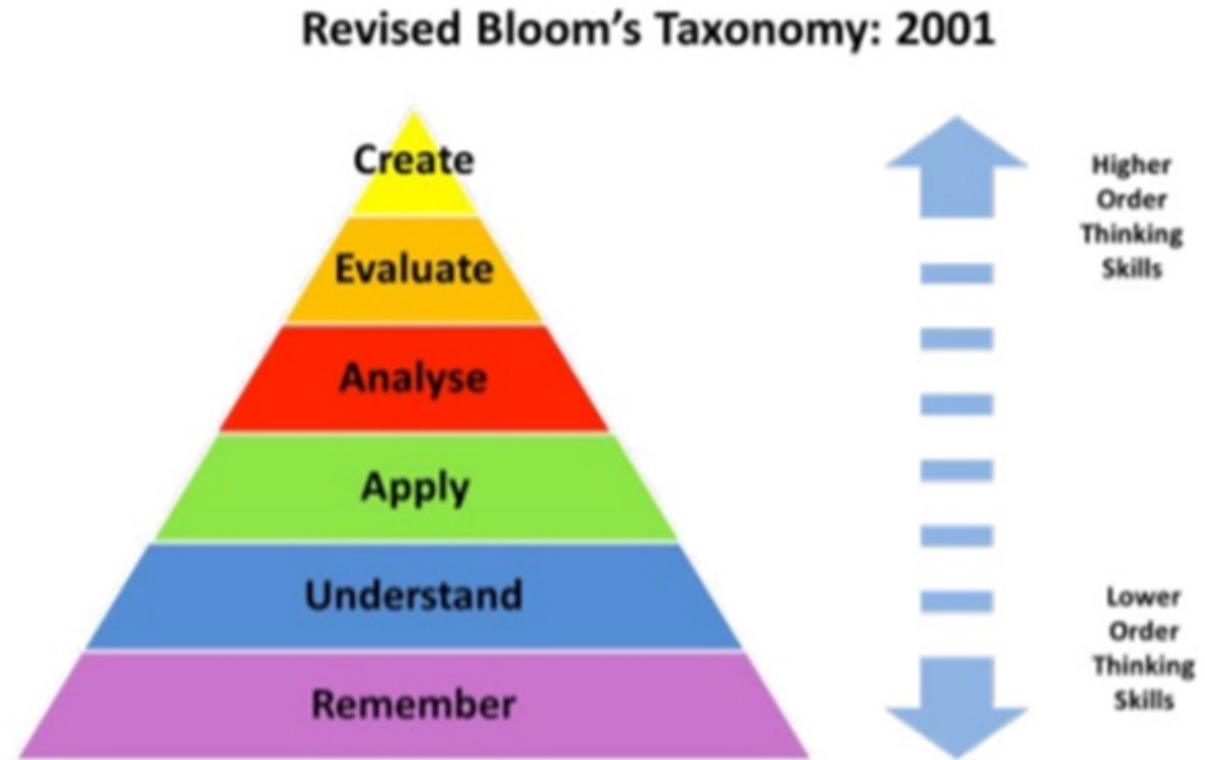 Revised Bloom's Taxonomy: 2001
Create
Evaluate
Analyse
Apply
Understand
Remember
Higher
Order
Thinking
Skills
Lower
Order
Thinking
Skills